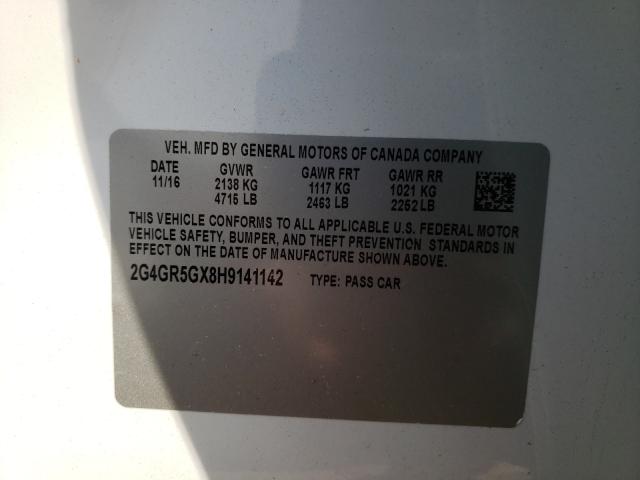 VEH. MFD BY GENERAL MOTORS OF CANADA COMPANY
DATE GVWR GAWR FRT GAWR RR
11/16 2138 KG 1117 KG 1021 KG
4715 LB 2463 LB 2252 LB
THIS VEHICLE CONFORMS TO ALL APPLICABLE U.S. FEDERAL MOTOR
VEHICLE SAFETY, BUMPER, AND THEFT PREVENTION STANDARDS IN
EFFECT ON THE DATE OF MANUFACTURE SHOWN ABOVE.
2G4GR5GX8H9141142 TYPE: PASS CAR